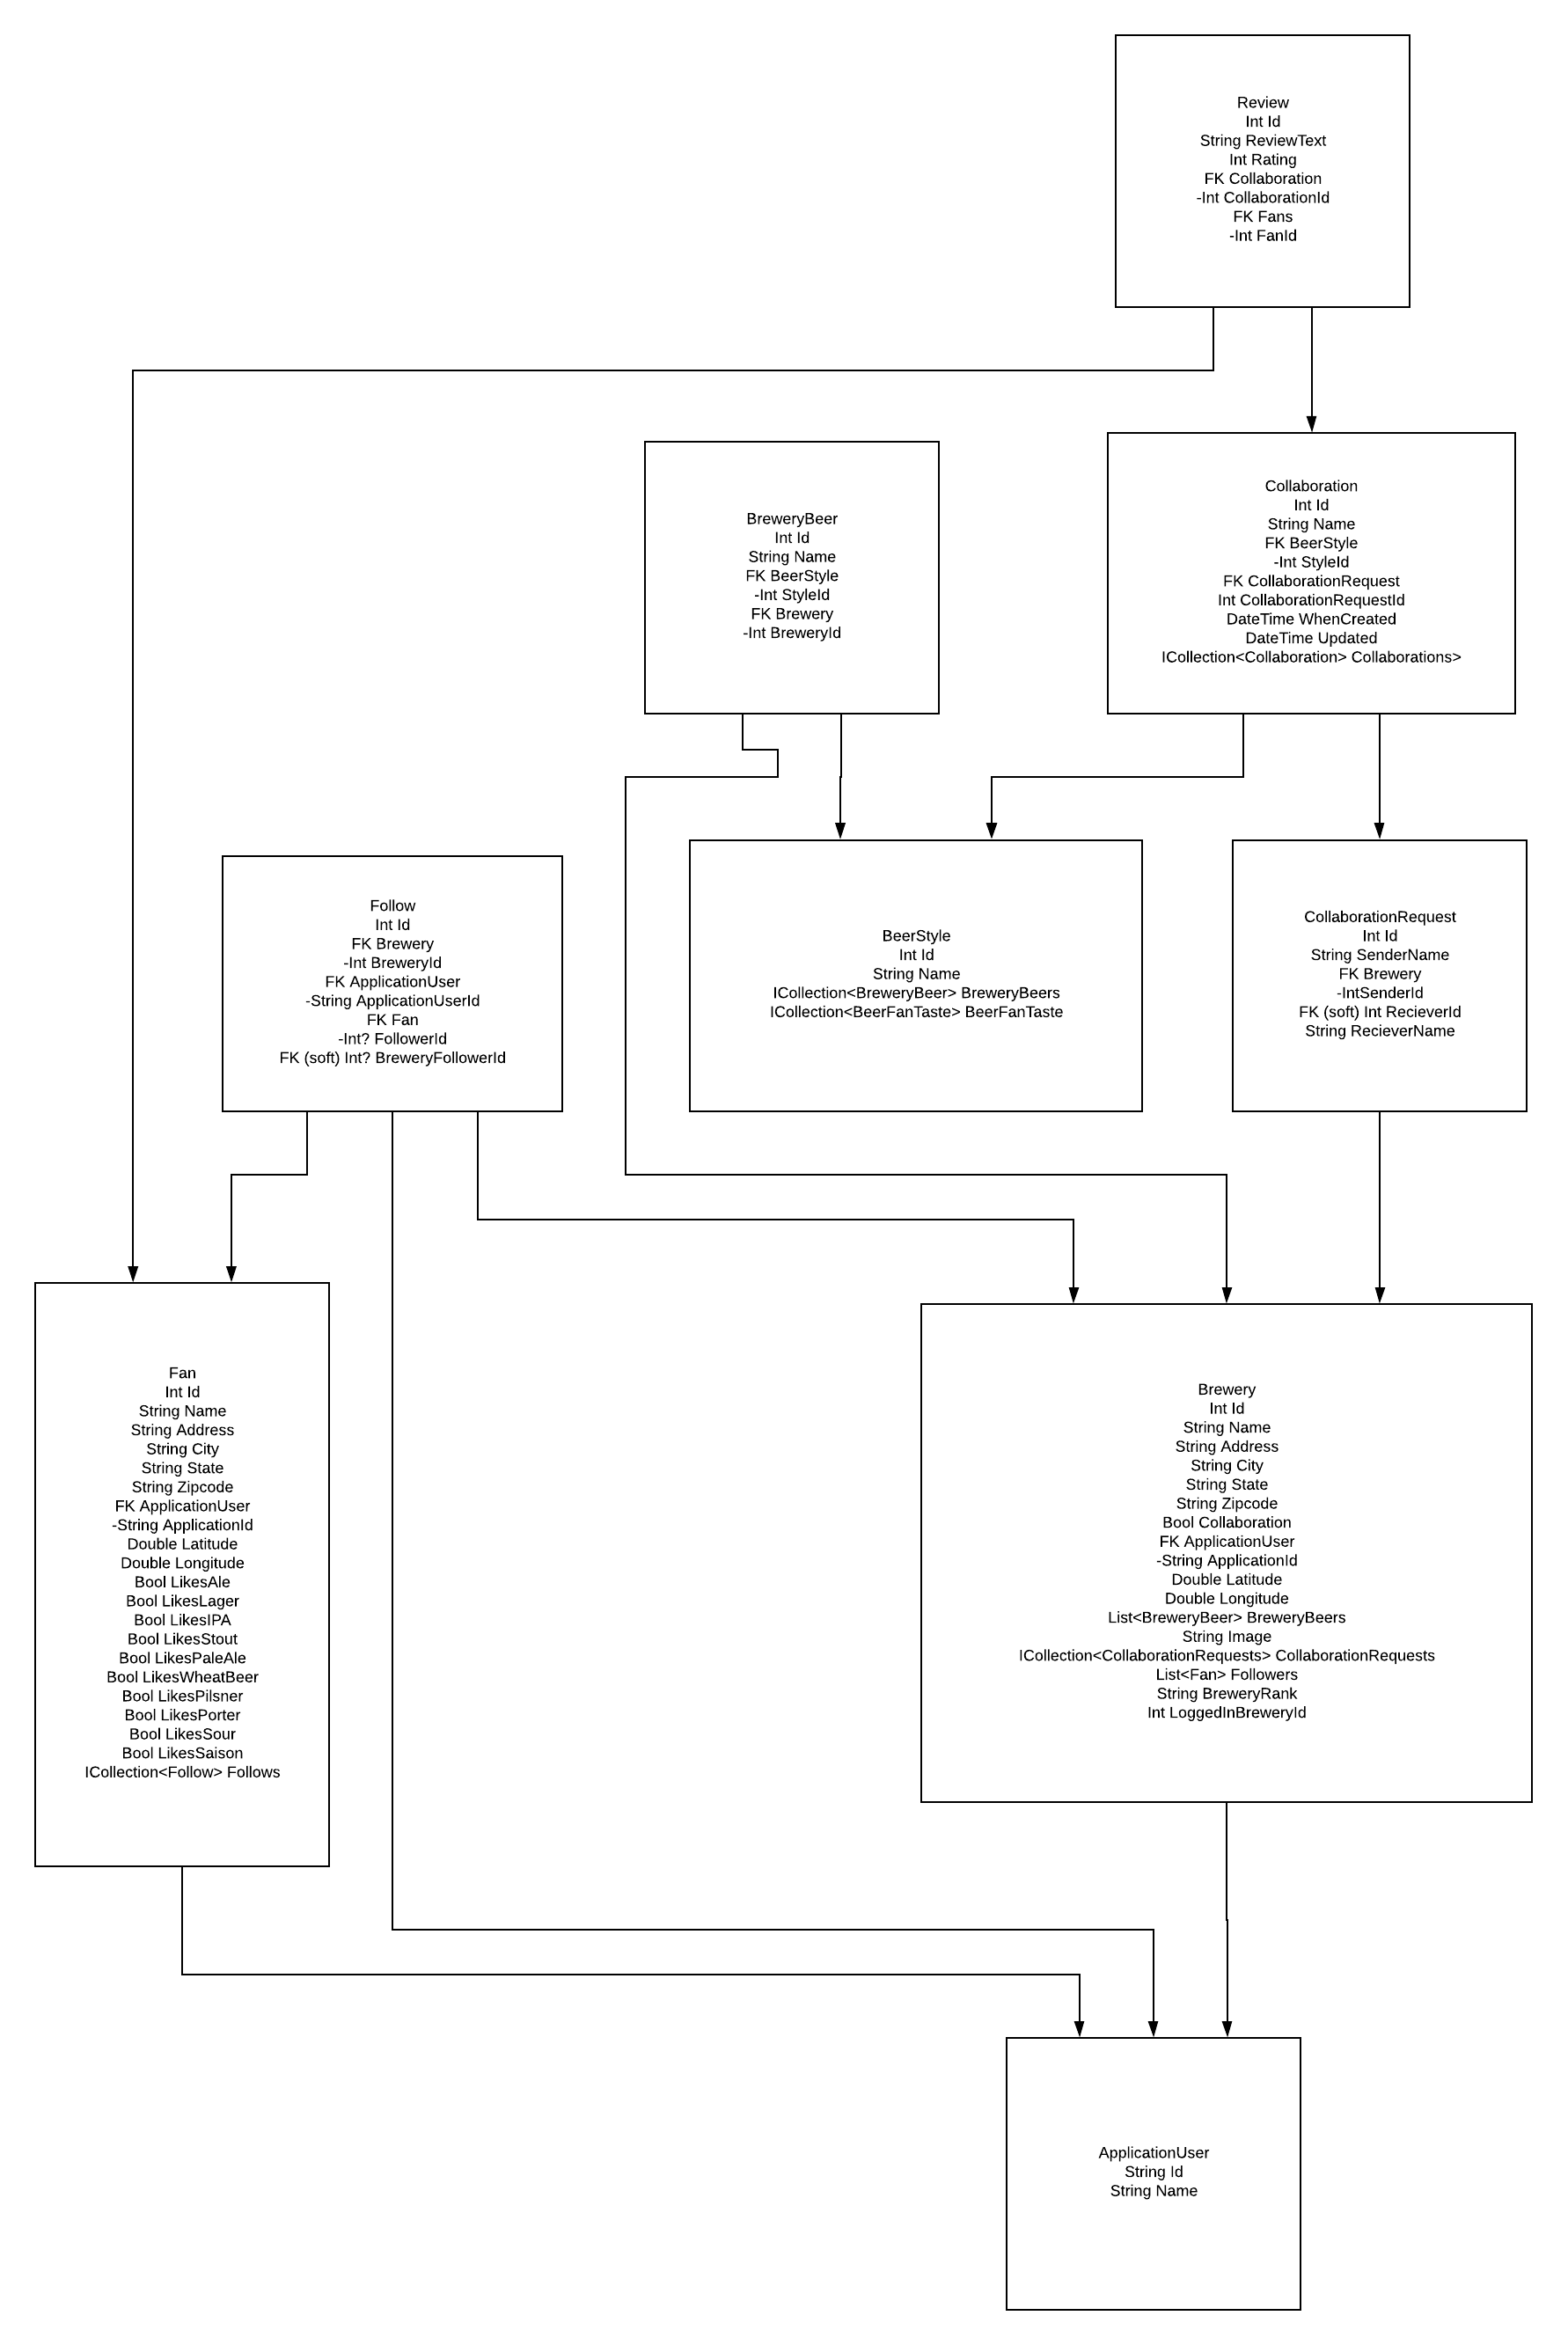 Review
Int Id
String ReviewText
Int Rating
FK Collaboration
-Int CollaborationId
FK Fans
-Int FanId
BreweryBeer
Int Id
String Name
FK BeerStyle
-Int StyleId
FK Brewery
-Int BreweryId
Collaboration
Int Id
String Name
FK BeerStyle
-Int StyleId
FK CollaborationRequest
Int CollaborationRequestId
DateTime WhenCreated
DateTime Updated
ICollection<Collaboration> Collaborations>
Follow
Int Id
FK Brewery
-Int BreweryId
FK ApplicationUser
-String ApplicationUserId
FK Fan
-Int? FollowerId
FK (soft) Int? BreweryFollowerId
BeerStyle
Int Id
String Name
ICollection<BreweryBeer> BreweryBeers
ICollection<BeerFanTaste> BeerFanTaste
CollaborationRequest
Int Id
String SenderName
FK Brewery
-IntSenderId
FK (soft) Int RecieverId
String RecieverName
Fan
Int Id
String Name
String Address
String City
String State
String Zipcode
FK ApplicationUser
-String ApplicationId
Double Latitude
Double Longitude
Bool LikesAle
Bool LikesLager
Bool LikesIPA
Bool LikesStout
Bool LikesPaleAle
Bool LikesWheatBeer
Bool LikesPilsner
Bool LikesPorter
Bool LikesSour
Bool LikesSaison
ICollection<Follow> Follows
Brewery
Int Id
String Name
String Address
String City
String State
String Zipcode
Bool Collaboration
FK ApplicationUser
-String ApplicationId
Double Latitude
Double Longitude
List<BreweryBeer> BreweryBeers
String Image
ICollection<CollaborationRequests> CollaborationRequests
List<Fan> Followers
String BreweryRank
Int LoggedInBreweryId
ApplicationUser
String Id
String Name